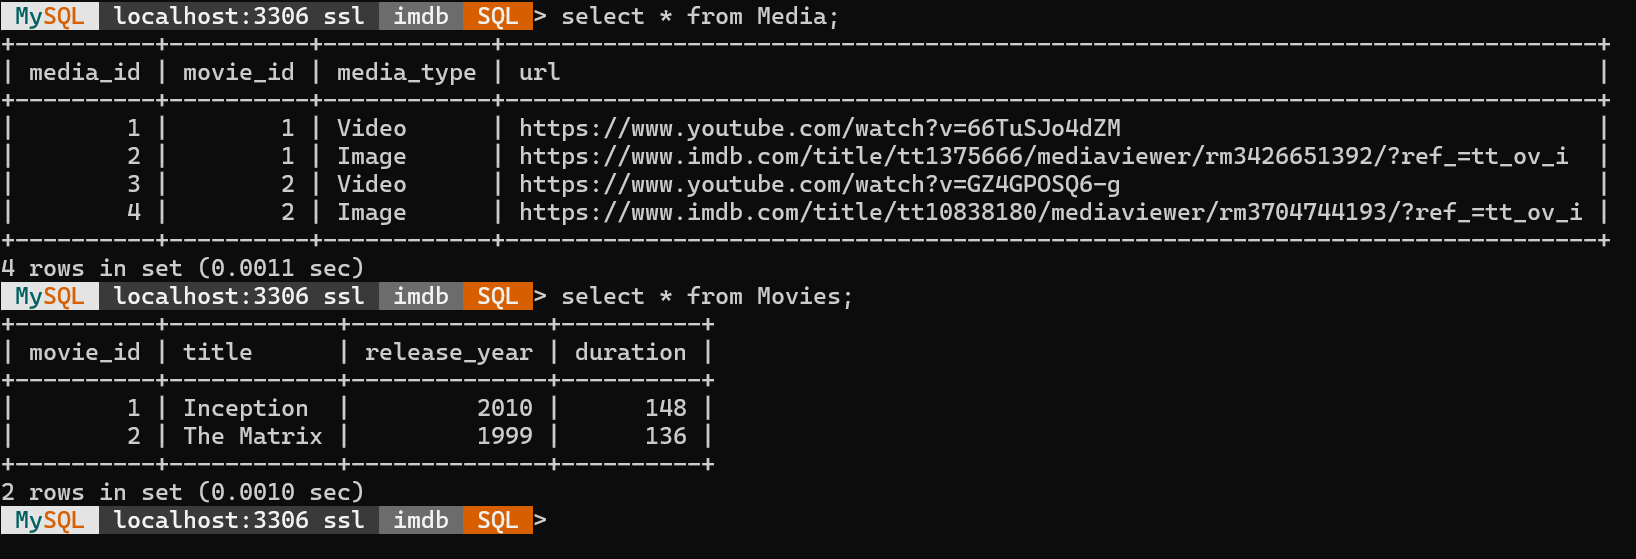 MySQL localhost:3306 ssl imdb SQL > select * from Media;
+----------+----------+------------+------------------------------------------------------------------------------+
| media_id | movie_id | media_type | url                                                                          |
+----------+----------+------------+------------------------------------------------------------------------------+
|        1 |        1 | Video      | https://www.youtube.com/watch?v=66TuSJo4dZM                                  |
|        2 |        1 | Image      | https://www.imdb.com/title/tt1375666/mediaviewer/rm3426651392/?ref_=tt_ov_i  |
|        3 |        2 | Video      | https://www.youtube.com/watch?v=GZ4GPOSQ6-g                                  |
|        4 |        2 | Image      | https://www.imdb.com/title/tt10838180/mediaviewer/rm3704744193/?ref_=tt_ov_i |
+----------+----------+------------+------------------------------------------------------------------------------+
4 rows in set (0.0011 sec)
MySQL localhost:3306 ssl imdb SQL > select * from Movies;
+----------+------------+--------------+----------+
| movie_id | title      | release_year | duration |
+----------+------------+--------------+----------+
|        1 | Inception  |         2010 |      148 |
|        2 | The Matrix |         1999 |      136 |
+----------+------------+--------------+----------+
2 rows in set (0.0010 sec)
MySQL localhost:3306 ssl imdb SQL >